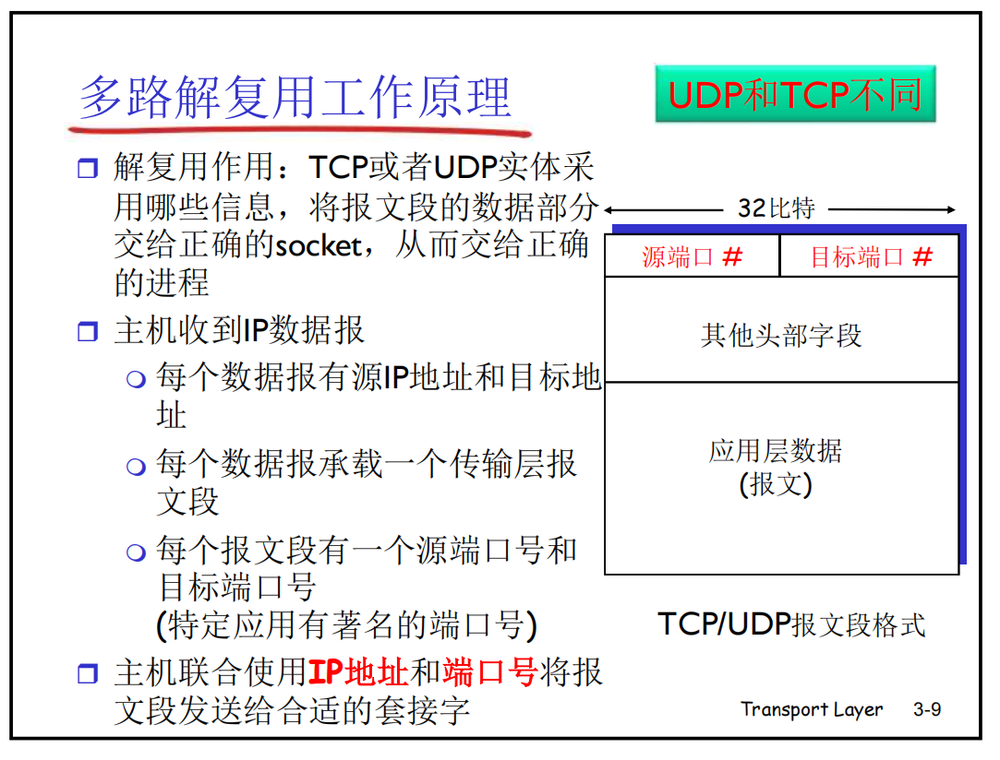 多路解复用工作原理
UDP和TCP不同
解复用作用：TCP或者UDP实体采
用哪些信息，将报文段的数据部分
交给正确的socket，从而交给正确
的进程
主机收到IP数据报
每个数据报有源IP地址和目标地
址
每个数据报承载一个传输层报
文段
每个报文段有一个源端口号和
目标端口号
(特定应用有著名的端口号)
主机联合使用IP地址和端口号将报
文段发送给合适的套接字
32比特
源端口 #
目标端口 #
其他头部字段
应用层数据
(报文)
TCP/UDP报文段格式
Transport Layer 3-9